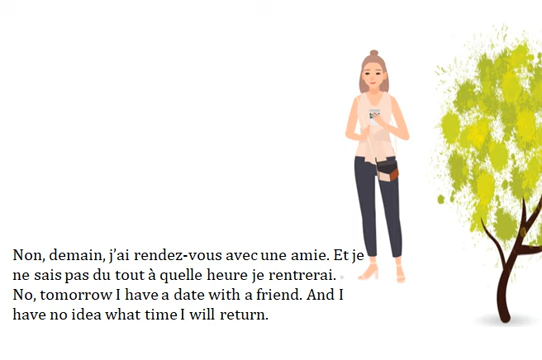 Non, demain, j’ai rendez-vous avec une amie. Et je
ne sais pas du tout à quelle heure je rentrerai.
No, tomorrow I have a date with a friend. And I
have no idea what time I will return.